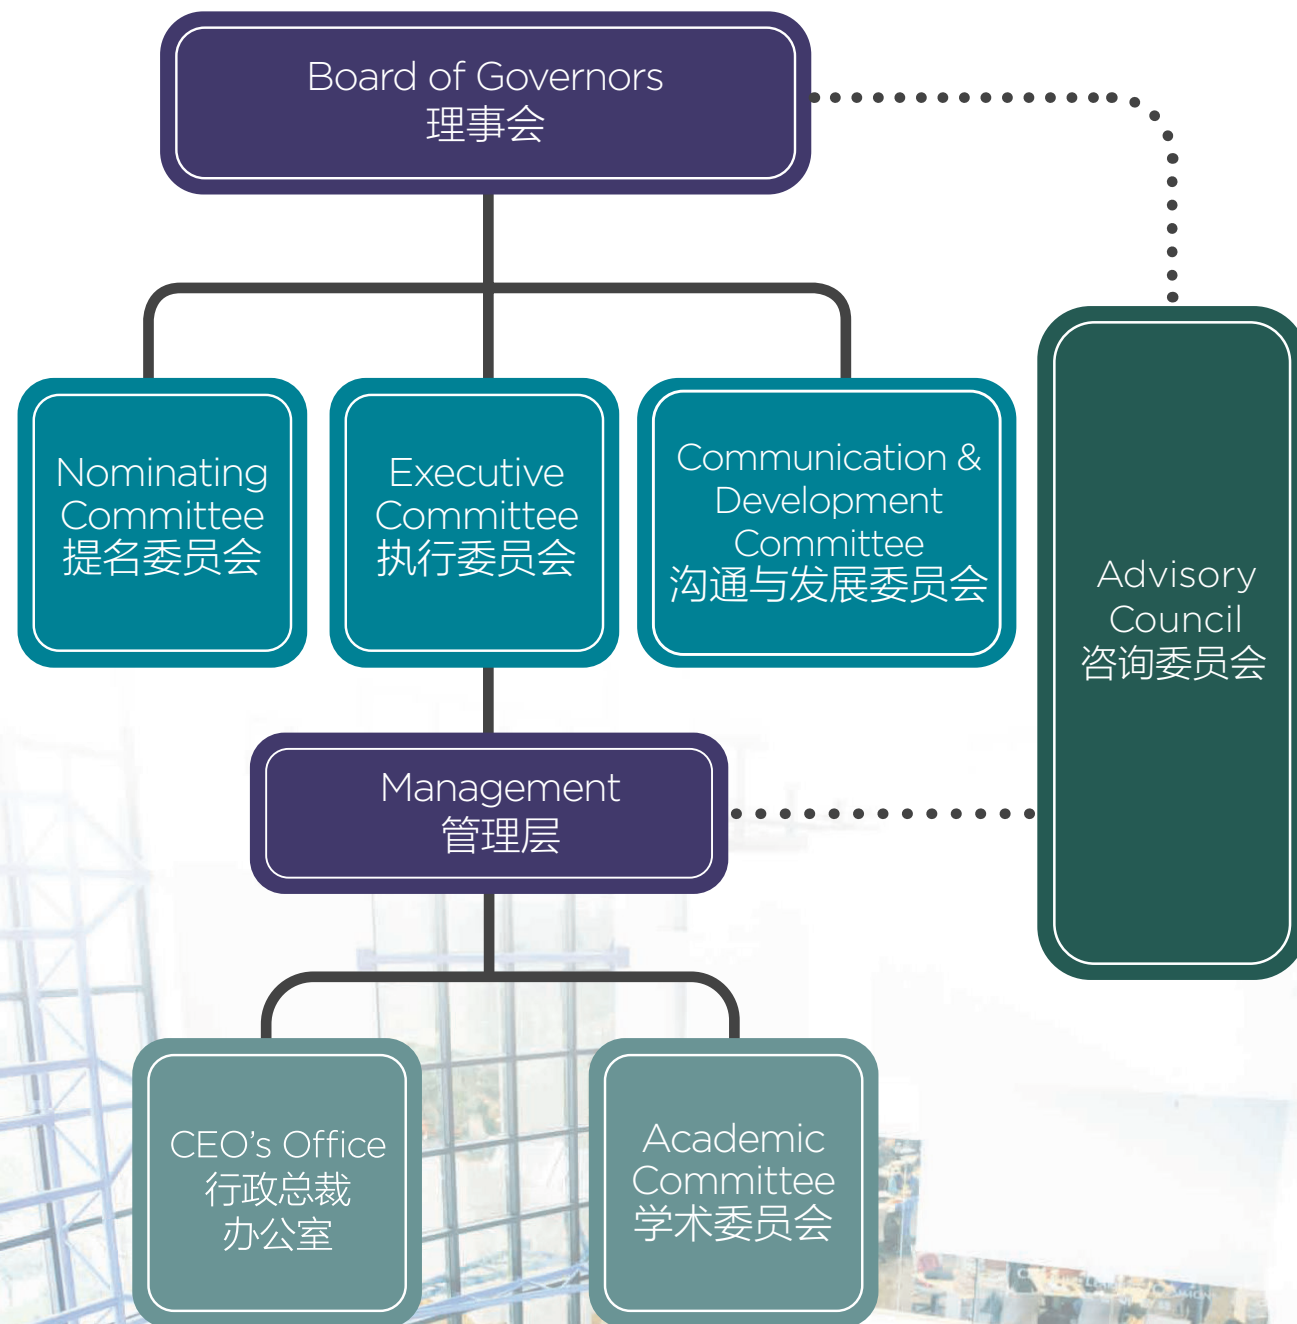 Board of Governors
理事会
Nominating
Committee
提名委员会
Executive
Committee
执行委员会
Communication &
Development
Committee
沟通与发展委员会
Advisory
Council
咨询委员会
Management
管理层
CEO's Office
行政总裁
办公室
Academic
Committee
学术委员会